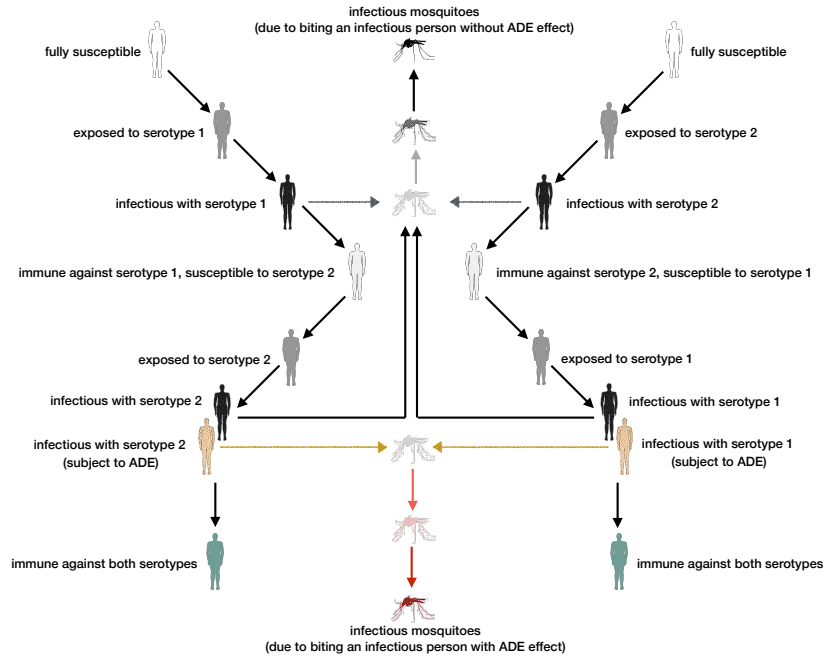 infectious mosquitoes
(due to biting an infectious person without ADE effect)
fully susceptible
fully susceptible
exposed to serotype 1
exposed to serotype 2
infectious with serotype 1
infectious with serotype 2
immune against serotype 1, susceptible to serotype 2
immune against serotype 2, susceptible to serotype 1
exposed to serotype 2
exposed to serotype 1
infectious with serotype 2
infectious with serotype 1
infectious with serotype 2
(subject to ADE)
infectious with serotype 1
(subject to ADE)
immune against both serotypes
immune against both serotypes
infectious mosquitoes
(due to biting an infectious person with ADE effect)